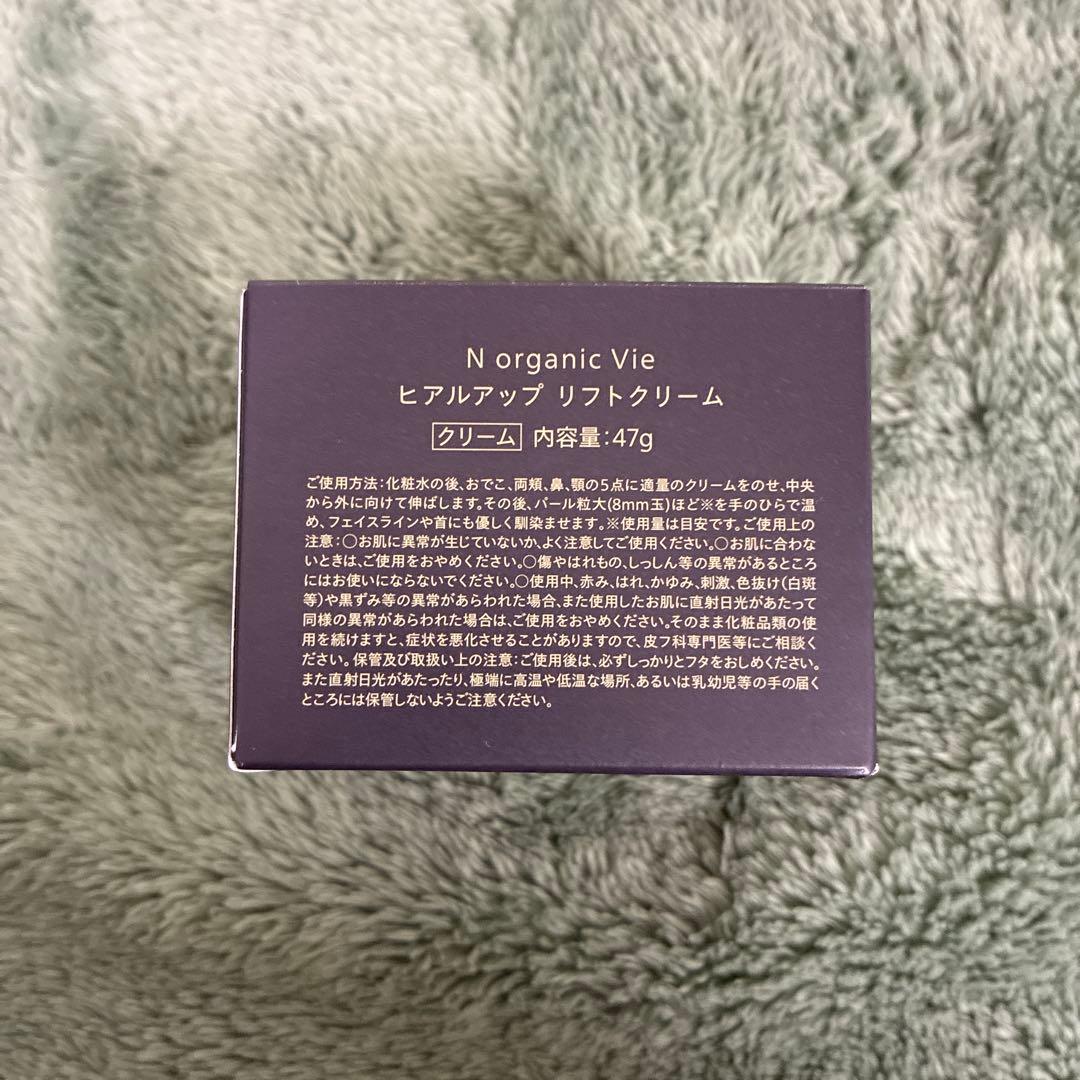 N organic Vie
ヒアルアップ リフトクリーム
クリーム 内容量:47g
ご使用方法:化粧水の後、おでこ、両頬、鼻、顎の5点に適量のクリームをのせ、中央
から外に向けて伸ばします。その後、パール粒大(8mm玉)ほど※を手のひらで温
め、フェイスラインや首にも優しく馴染ませます。※使用量は目安です。ご使用上の
注意:○お肌に異常が生じていないか、よく注意してご使用ください。○お肌に合わな
いときは、ご使用をおやめください。○傷やはれもの、しっしん等の異常があるところ
にはお使いにならないでください。○使用中、赤み、はれ、かゆみ、刺激、色抜け(白斑
等)や黒ずみ等の異常があらわれた場合、また使用したお肌に直射日光があたって
同様の異常があらわれた場合は、ご使用をおやめください。そのまま化粧品類の使
用を続けますと、症状を悪化させることがありますので、皮フ科専門医等にご相談く
ださい。保管及び取扱い上の注意:ご使用後は、必ずしっかりとフタをおしめください。
また直射日光があたったり、極端に高温や低温な場所、あるいは乳幼児等の手の届く
ところには保管しないようご注意ください。